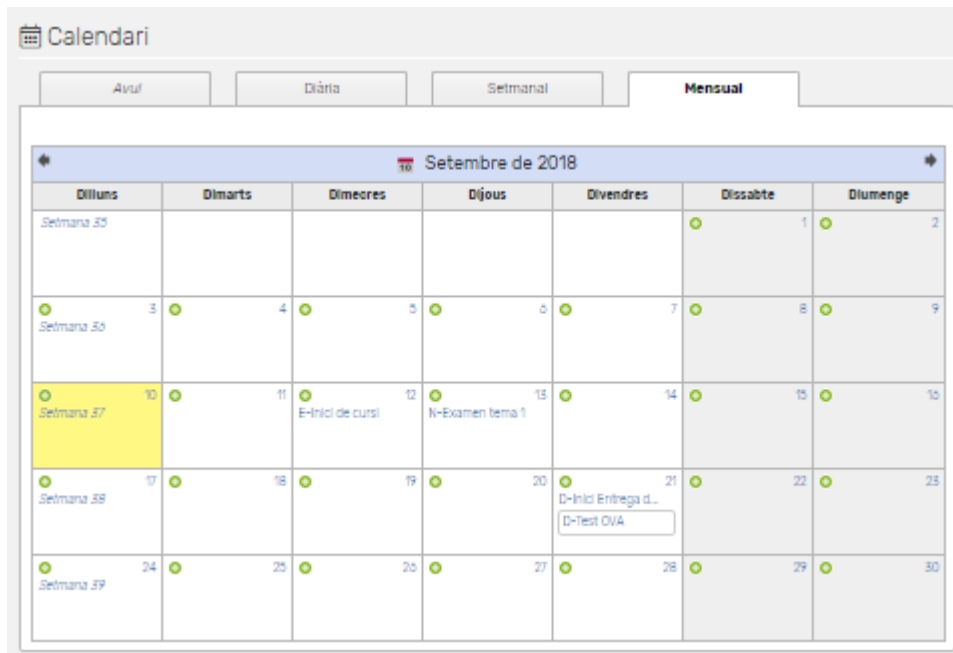 Calendari
Avui Diària Setmanal Mensual
10 Setembre de 2018
Dilluns Dimarts Dimecres Dijous Divendres Dissabte Diumenge
Setmana 35 1 2
3 4 5 6 7 8 9
Setmana 36
10 11 12 13 14 15 16
Setmana 37 E-Inici de cursi N-Examen tema 1
17 18 19 20 21 22 23
Setmana 38 D-Inici Entrega d...
D-Test OVA
24 25 26 27 28 29 30
Setmana 39